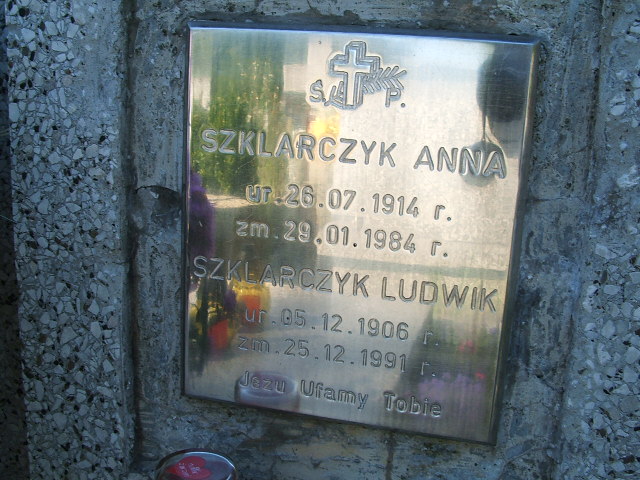 Ś. P.
SZKLARCZYK ANNA
ur. 26.07.1914 r.
zm. 29.01.1984 r.
SZKLARCZYK LUDWIK
ur. 05.12.1906 r.
zm. 25.12.1991 r.
Jezu Ufamy Tobie